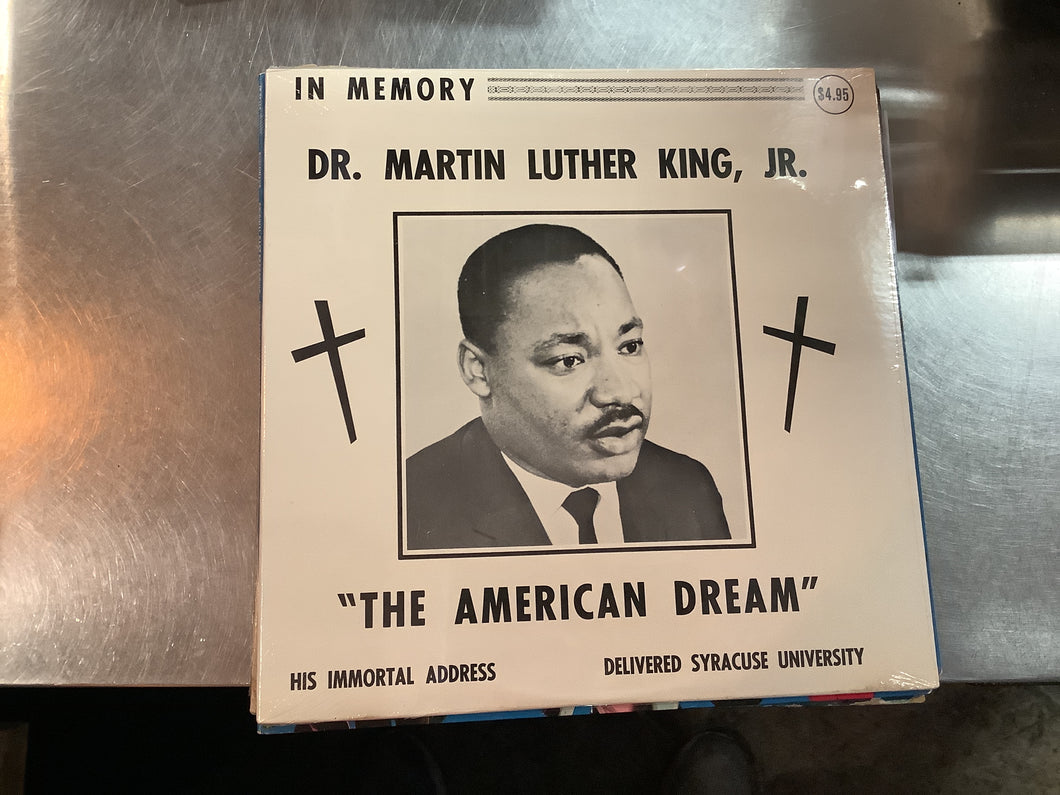 IN MEMORY
$4.95
DR. MARTIN LUTHER KING, JR.
"THE AMERICAN DREAM"
HIS IMMORTAL ADDRESS
DELIVERED SYRACUSE UNIVERSITY